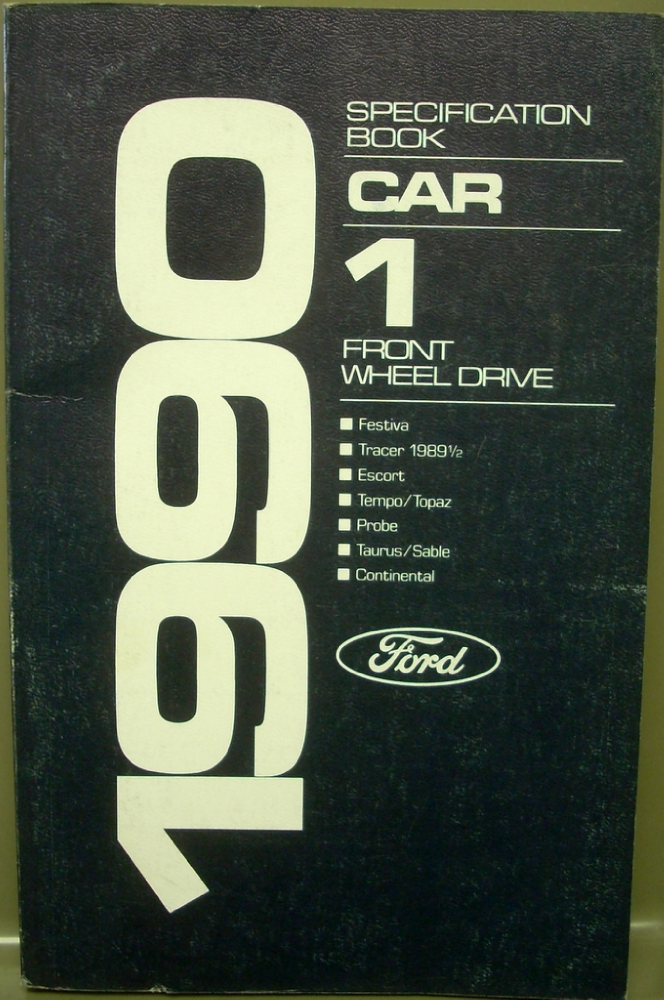 1990
SPECIFICATION
BOOK
CAR
1
FRONT
WHEEL DRIVE
■ Festiva
■ Tracer 1989½
■ Escort
■ Tempo/Topaz
■ Probe
■ Taurus/Sable
■ Continental
Ford